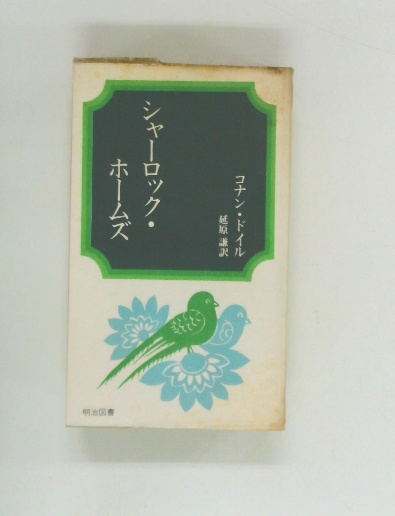 シャーロック・
ホームズ
コナン・ドイル
延原 謙訳
明治図書